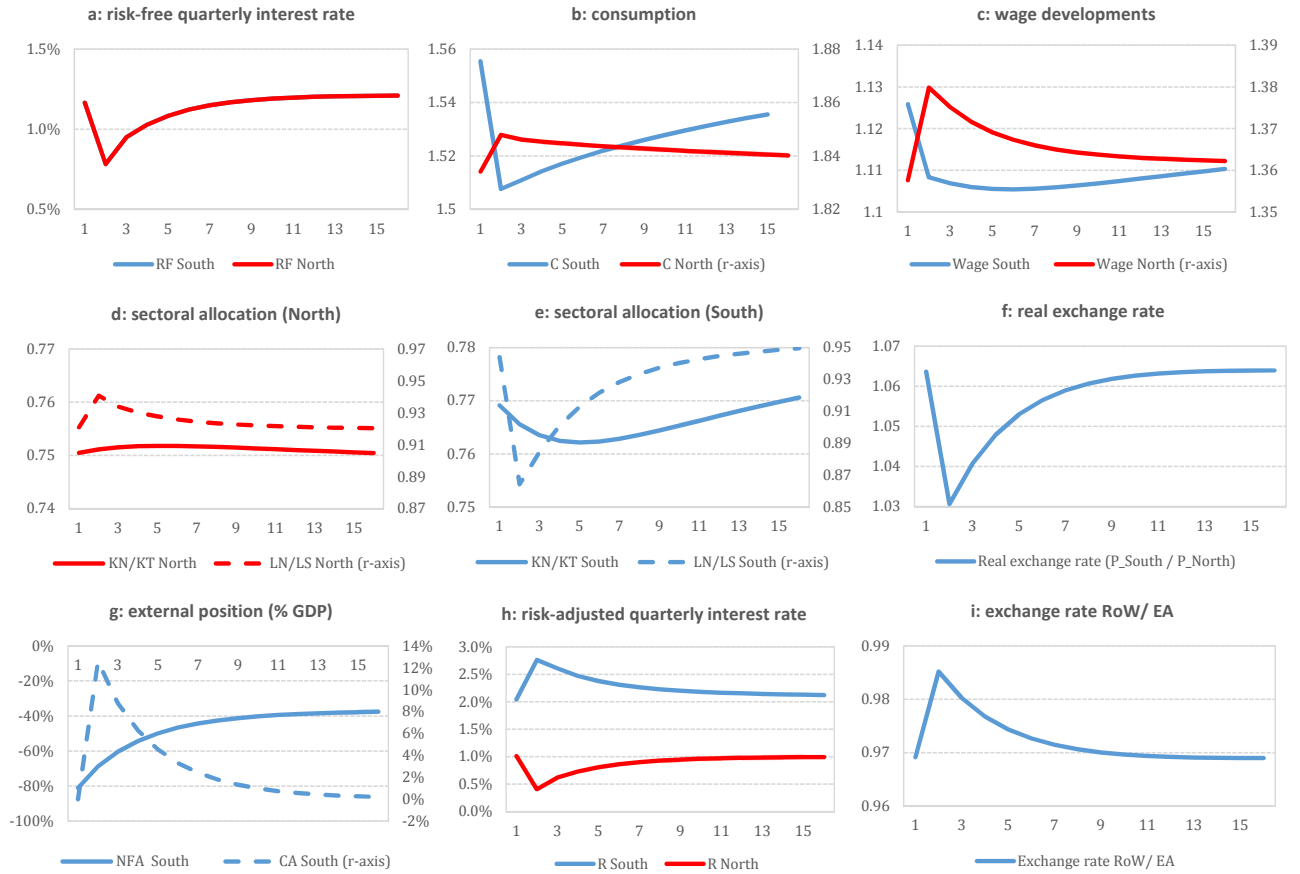 a: risk-free quarterly interest rate
1.5%
1.0%
0.5%
1 3 5 7 9 11 13 15
RF South RF North
b: consumption
1.56 1.88
1.54 1.86
1.52 1.84
1.5 1.82
1 3 5 7 9 11 13 15
C South C North (r-axis)
c: wage developments
1.14 1.39
1.13 1.38
1.12 1.37
1.11 1.36
1.1 1.35
1 3 5 7 9 11 13 15
Wage South Wage North (r-axis)
d: sectoral allocation (North)
0.77 0.97
0.95
0.76 0.93
0.91
0.75 0.89
0.74 0.87
1 3 5 7 9 11 13 15
KN/KT North LN/LS North (r-axis)
e: sectoral allocation (South)
0.78 0.95
0.93
0.77 0.91
0.89
0.76 0.87
0.75 0.85
1 3 5 7 9 11 13 15
KN/KT South LN/LS South (r-axis)
f: real exchange rate
1.07
1.06
1.05
1.04
1.03
1 3 5 7 9 11 13 15
Real exchange rate (P_South / P_North)
g: external position (% GDP)
0% 14%
1 3 5 7 9 11 13 15
12%
-20% 10%
-40% 8%
6%
-60% 4%
-80% 2%
0%
-100% -2%
NFA South CA South (r-axis)
h: risk-adjusted quarterly interest rate
3.0%
2.5%
2.0%
1.5%
1.0%
0.5%
0.0%
1 3 5 7 9 11 13 15
R South R North
i: exchange rate RoW/ EA
0.99
0.98
0.97
0.96
1 3 5 7 9 11 13 15
Exchange rate RoW/ EA